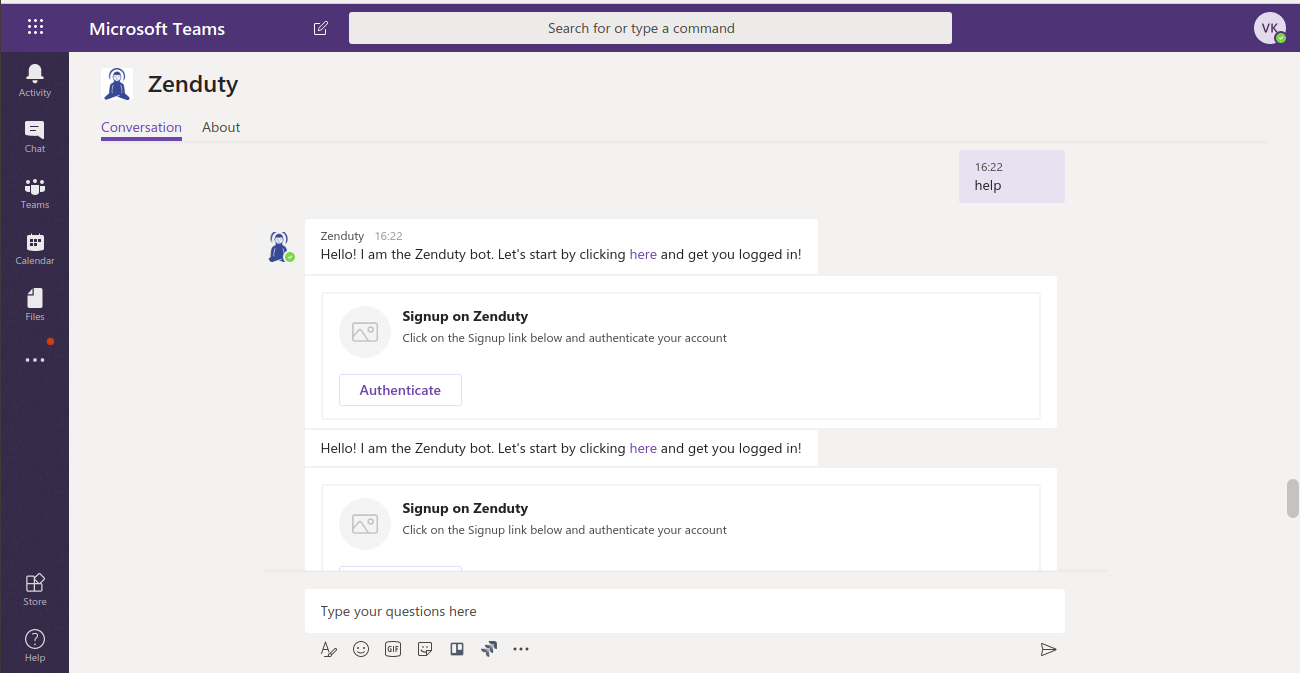 Microsoft Teams
Search for or type a command
VK
Activity
Chat
Teams
Calendar
Files
Store
Help
Zenduty
Conversation About
16:22
help
Zenduty 16:22
Hello! I am the Zenduty bot. Let's start by clicking here and get you logged in!
Signup on Zenduty
Click on the Signup link below and authenticate your account
Authenticate
Hello! I am the Zenduty bot. Let's start by clicking here and get you logged in!
Signup on Zenduty
Click on the Signup link below and authenticate your account
Type your questions here
GIF